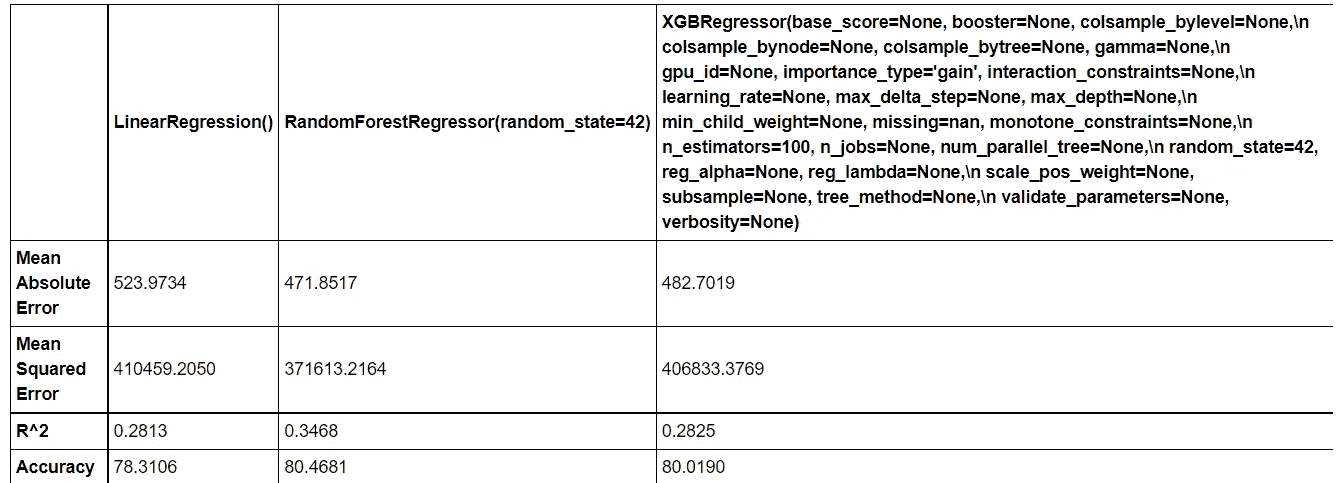 LinearRegression()
RandomForestRegressor(random_state=42)
XGBRegressor(base_score=None, booster=None, colsample_bylevel=None,\n
colsample_bynode=None, colsample_bytree=None, gamma=None,\n
gpu_id=None, importance_type='gain', interaction_constraints=None,\n
learning_rate=None, max_delta_step=None, max_depth=None,\n
min_child_weight=None, missing=nan, monotone_constraints=None,\n
n_estimators=100, n_jobs=None, num_parallel_tree=None,\n random_state=42,
reg_alpha=None, reg_lambda=None,\n scale_pos_weight=None,
subsample=None, tree_method=None,\n validate_parameters=None,
verbosity=None)
Mean
Absolute
Error
523.9734
471.8517
482.7019
Mean
Squared
Error
410459.2050
371613.2164
406833.3769
R^2
0.2813
0.3468
0.2825
Accuracy
78.3106
80.4681
80.0190